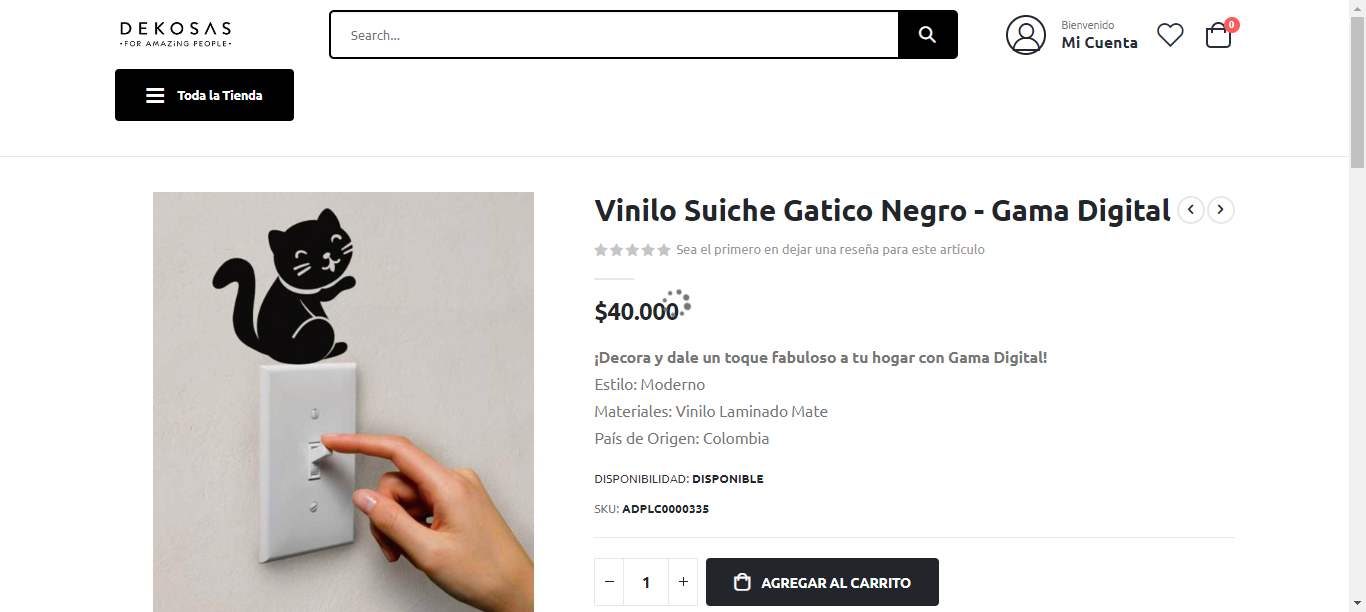 DEKOSAS
•FOR AMAZING PEOPLE•
Search...
Bienvenido
Mi Cuenta
0
Toda la Tienda
Vinilo Suiche Gatico Negro - Gama Digital
Sea el primero en dejar una reseña para este artículo
$40.000
¡Decora y dale un toque fabuloso a tu hogar con Gama Digital!
Estilo: Moderno
Materiales: Vinilo Laminado Mate
País de Origen: Colombia
DISPONIBILIDAD: DISPONIBLE
SKU: ADPLC0000335
− 1 +
AGREGAR AL CARRITO